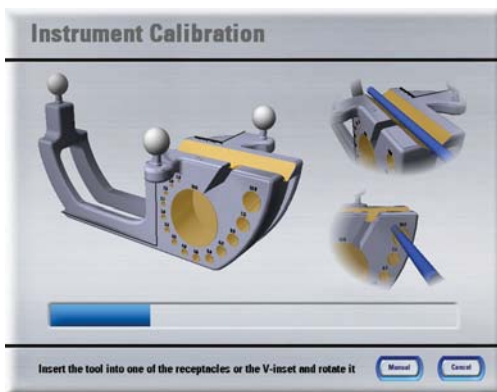 Instrument Calibration
Insert the tool into one of the receptacles or the V-inset and rotate it
Manual
Cancel